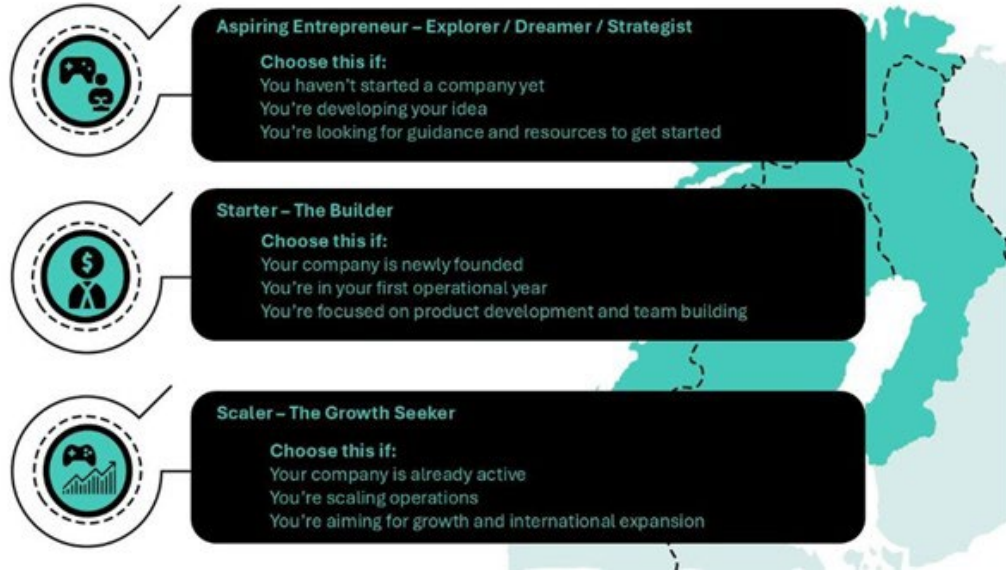 Aspiring Entrepreneur – Explorer / Dreamer / Strategist
Choose this if:
You haven't started a company yet
You're developing your idea
You're looking for guidance and resources to get started
$
Starter – The Builder
Choose this if:
Your company is newly founded
You're in your first operational year
You're focused on product development and team building
Scaler – The Growth Seeker
Choose this if:
Your company is already active
You're scaling operations
You're aiming for growth and international expansion